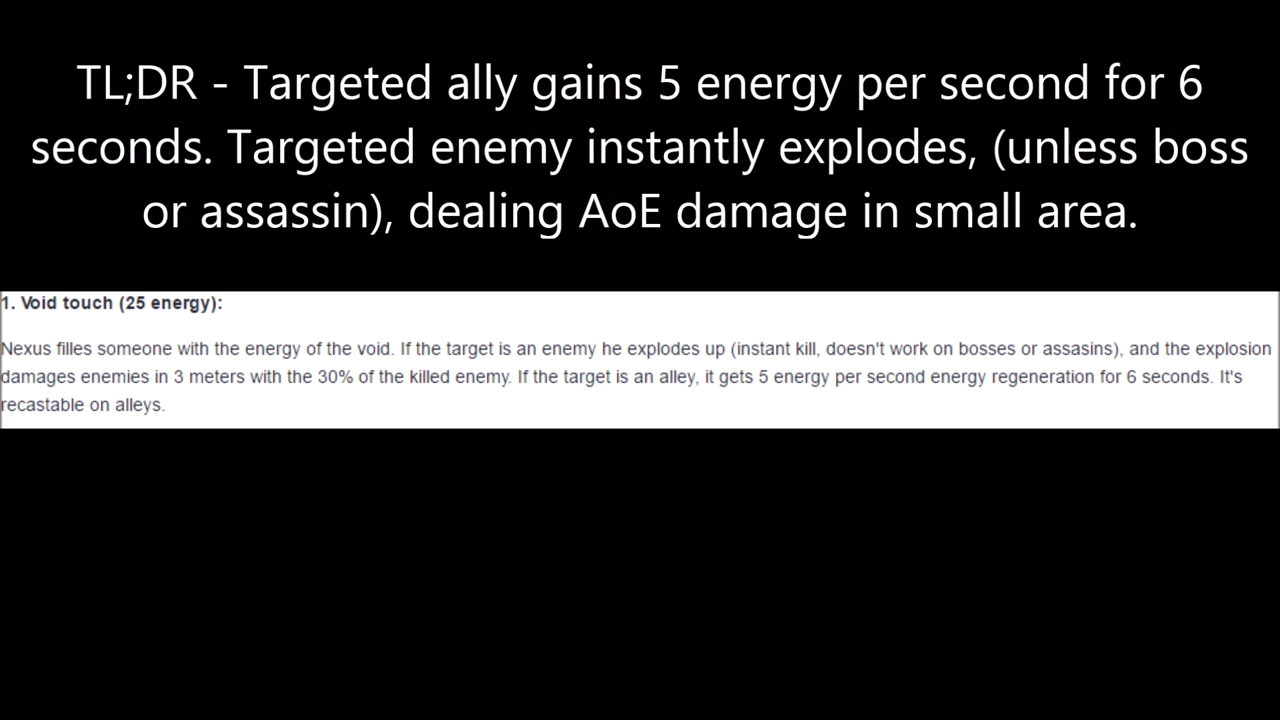 TL;DR - Targeted ally gains 5 energy per second for 6
seconds. Targeted enemy instantly explodes, (unless boss
or assassin), dealing AoE damage in small area.
1. Void touch (25 energy):
Nexus filles someone with the energy of the void. If the target is an enemy he explodes up (instant kill, doesn't work on bosses or assasins), and the explosion
damages enemies in 3 meters with the 30% of the killed enemy. If the target is an alley, it gets 5 energy per second energy regeneration for 6 seconds. It's
recastable on alleys.